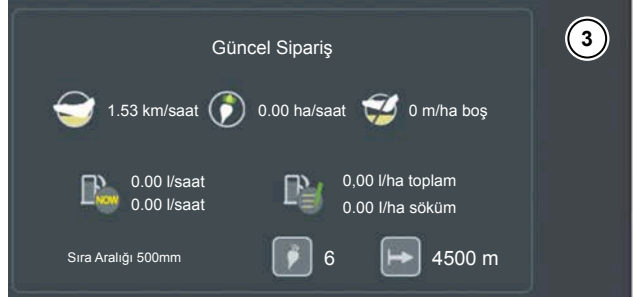 Güncel Sipariş
3
1.53 km/saat 0.00 ha/saat 0 m/ha boş
0.00 l/saat 0,00 l/ha toplam
NOW
0.00 l/saat 0.00 l/ha söküm
Sıra Aralığı 500mm 6 4500 m